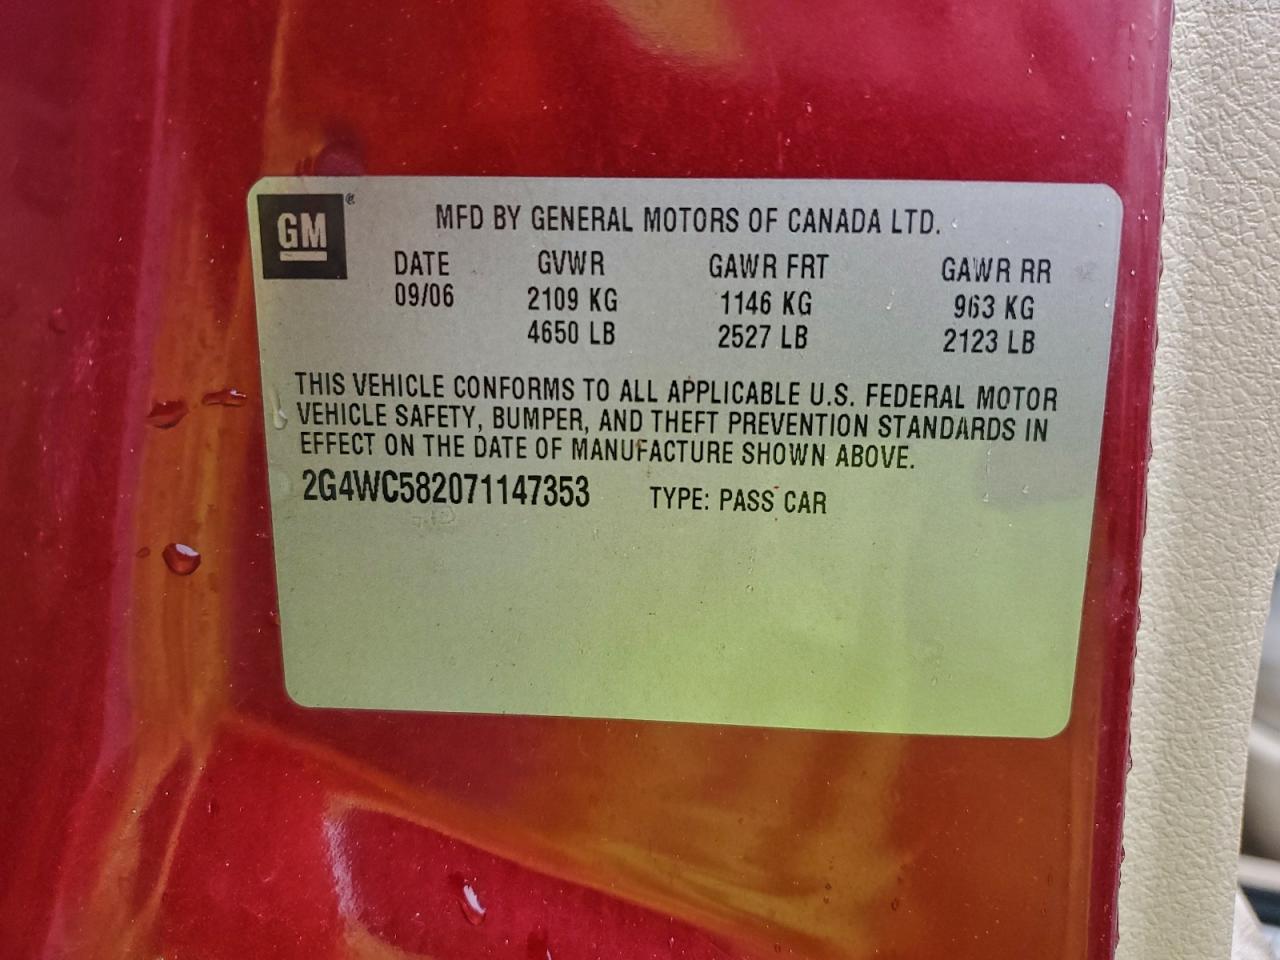 GM®
MFD BY GENERAL MOTORS OF CANADA LTD.
DATE GVWR GAWR FRT GAWR RR
09/06 2109 KG 1146 KG 963 KG
4650 LB 2527 LB 2123 LB
THIS VEHICLE CONFORMS TO ALL APPLICABLE U.S. FEDERAL MOTOR
VEHICLE SAFETY, BUMPER, AND THEFT PREVENTION STANDARDS IN
EFFECT ON THE DATE OF MANUFACTURE SHOWN ABOVE.
2G4WC582071147353 TYPE: PASS CAR